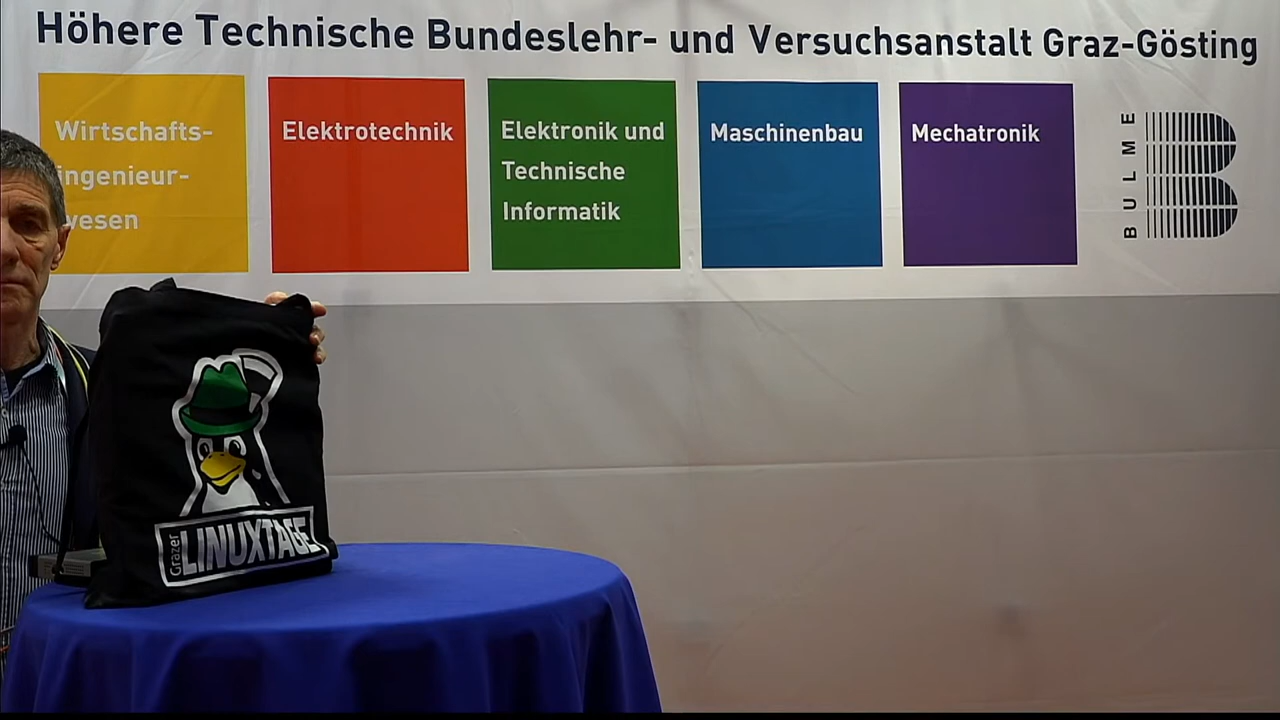 Höhere Technische Bundeslehr- und Versuchsanstalt Graz-Gösting
Wirtschafts-
ingenieur-
wesen
Elektrotechnik
Elektronik und
Technische
Informatik
Maschinenbau
Mechatronik
BULME
Grazer
LINUXTAGE